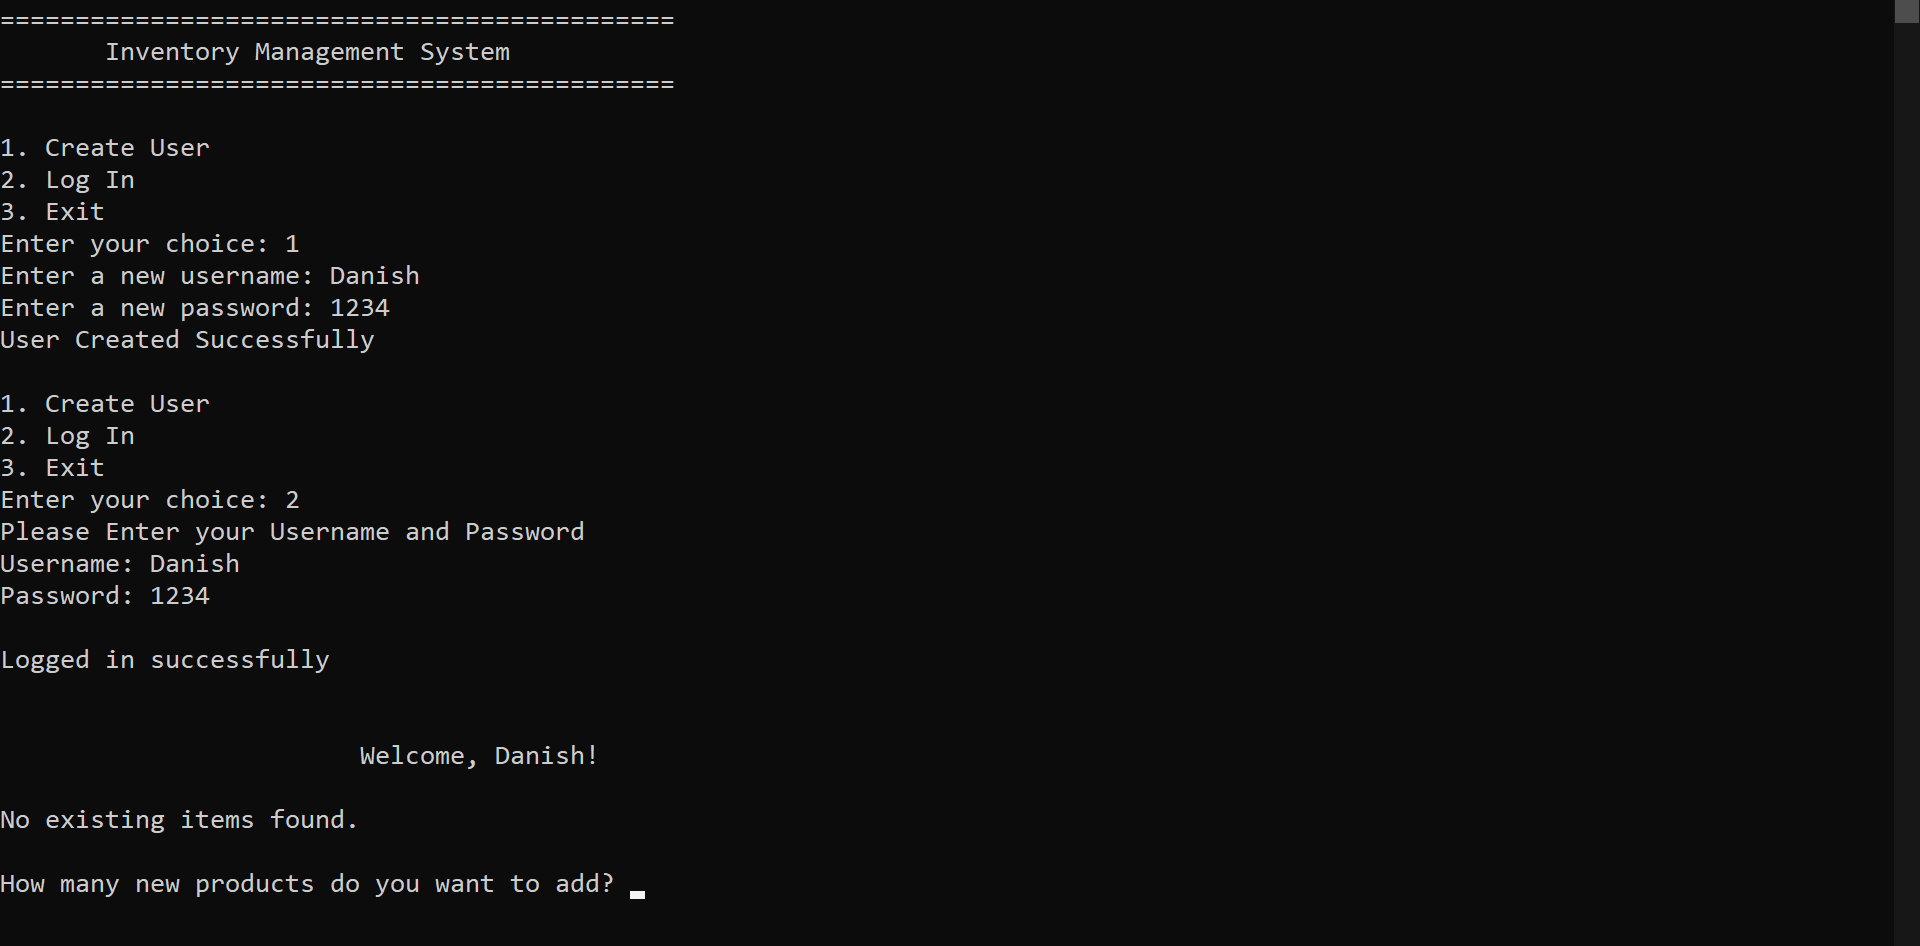 =============================================
Inventory Management System
=============================================
1. Create User
2. Log In
3. Exit
Enter your choice: 1
Enter a new username: Danish
Enter a new password: 1234
User Created Successfully
1. Create User
2. Log In
3. Exit
Enter your choice: 2
Please Enter your Username and Password
Username: Danish
Password: 1234
Logged in successfully
Welcome, Danish!
No existing items found.
How many new products do you want to add?